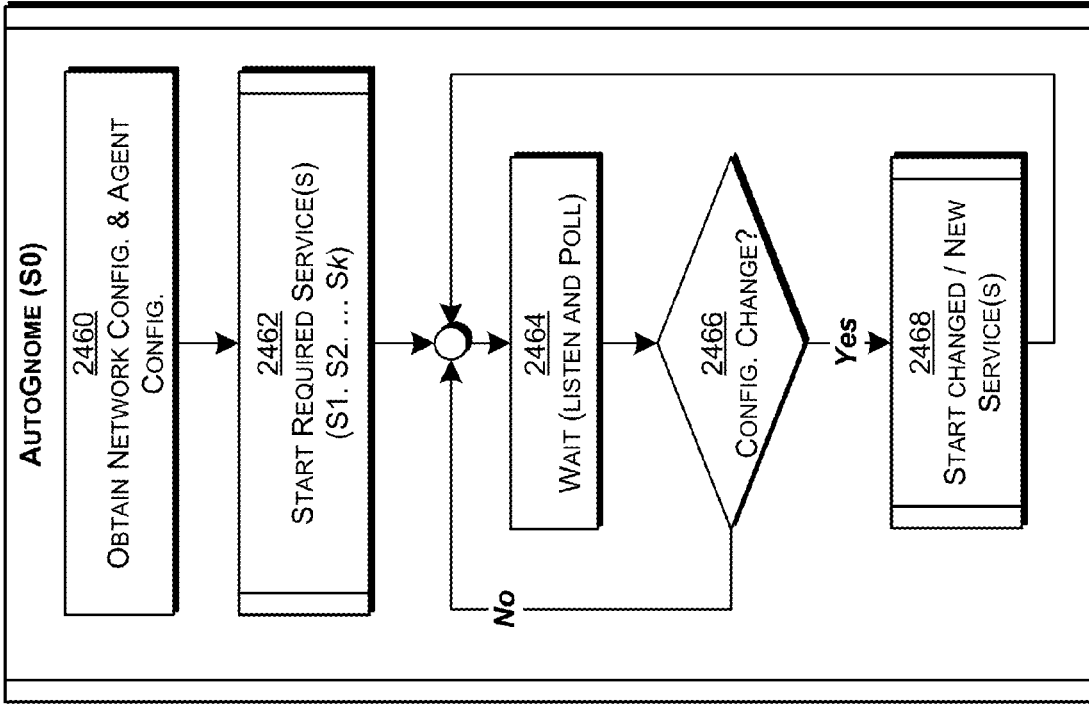 AUTOGNOME (S0)
2460
OBTAIN NETWORK CONFIG. & AGENT
CONFIG.
2462
START REQUIRED SERVICE(S)
(S1. S2. ... Sk)
2464
WAIT (LISTEN AND POLL)
2466
CONFIG. CHANGE?
No
Yes
2468
START CHANGED / NEW
SERVICE(S)